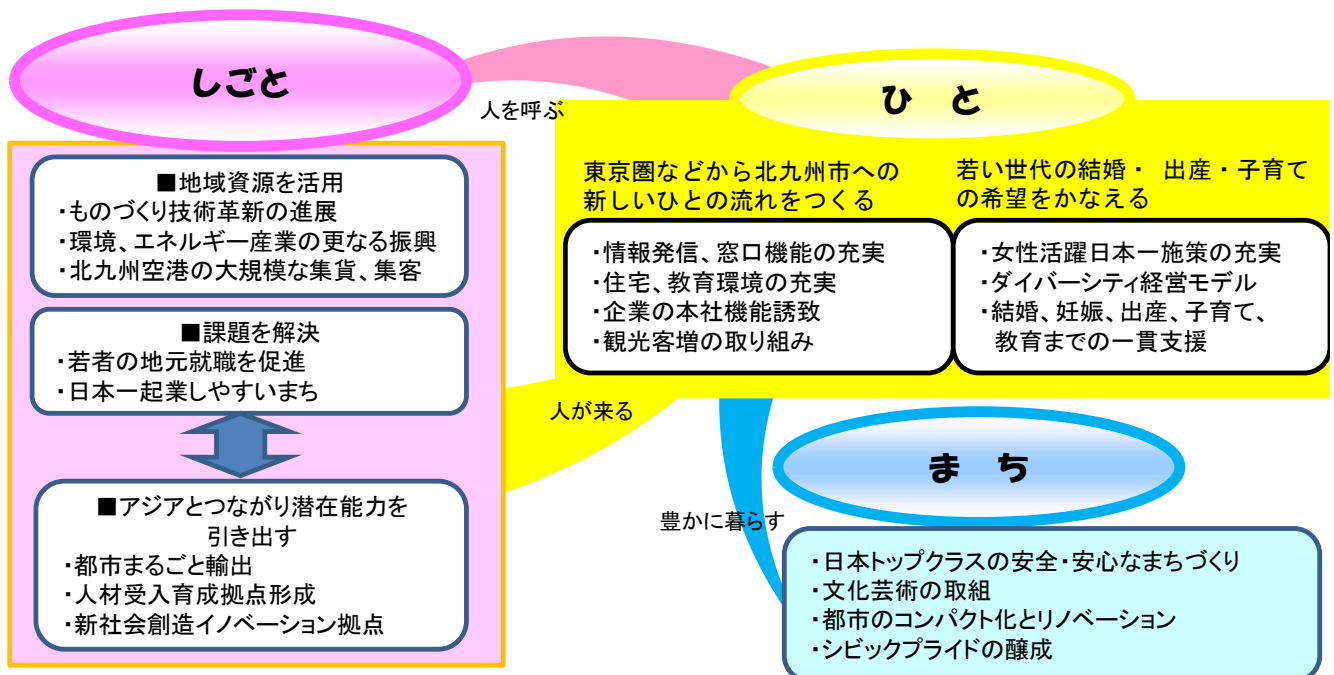 しごと
■地域資源を活用
・ものづくり技術革新の進展
・環境、エネルギー産業の更なる振興
・北九州空港の大規模な集貨、集客
■課題を解決
・若者の地元就職を促進
・日本一起業しやすいまち
■アジアとつながり潜在能力を
引き出す
・都市まるごと輸出
・人材受入育成拠点形成
・新社会創造イノベーション拠点
人を呼ぶ
ひ と
東京圏などから北九州市への
新しいひとの流れをつくる
・情報発信、窓口機能の充実
・住宅、教育環境の充実
・企業の本社機能誘致
・観光客増の取り組み
若い世代の結婚・ 出産・子育て
の希望をかなえる
・女性活躍日本一施策の充実
・ダイバーシティ経営モデル
・結婚、妊娠、出産、子育て、
教育までの一貫支援
人が来る
豊かに暮らす
ま ち
・日本トップクラスの安全・安心なまちづくり
・文化芸術の取組
・都市のコンパクト化とリノベーション
・シビックプライドの醸成